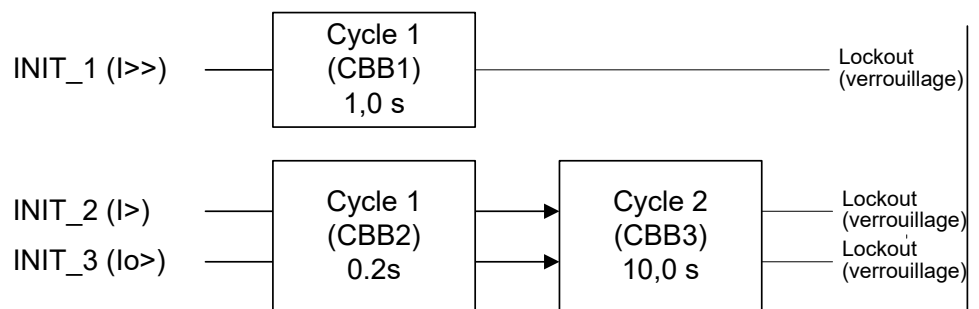 INIT_1 (I>>)
Cycle 1
(CBB1)
1,0 s
Lockout
(verrouillage)
INIT_2 (I>)
INIT_3 (Io>)
Cycle 1
(CBB2)
0.2s
Cycle 2
(CBB3)
10,0 s
Lockout
(verrouillage)
Lockout
(verrouillage)